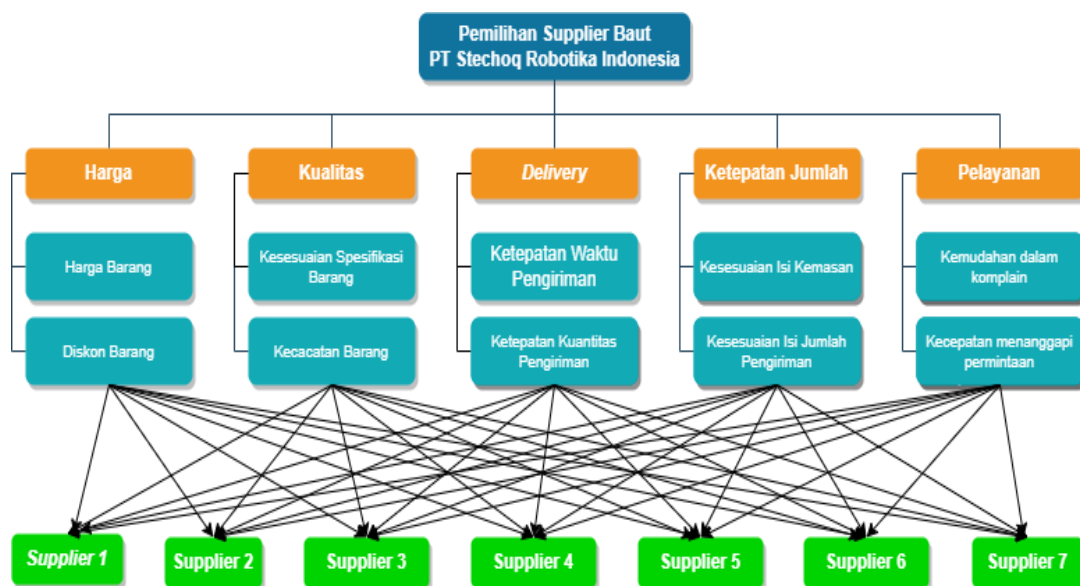 Pemilihan Supplier Baut
PT Stechoq Robotika Indonesia
Harga
Kualitas
Delivery
Ketepatan Jumlah
Pelayanan
Harga Barang
Kesesuaian Spesifikasi
Barang
Ketepatan Waktu
Pengiriman
Kesesuaian Isi Kemasan
Kemudahan dalam
komplain
Diskon Barang
Kecacatan Barang
Ketepatan Kuantitas
Pengiriman
Kesesuaian Isi Jumlah
Pengiriman
Kecepatan menanggapi
permintaan
Supplier 1
Supplier 2
Supplier 3
Supplier 4
Supplier 5
Supplier 6
Supplier 7